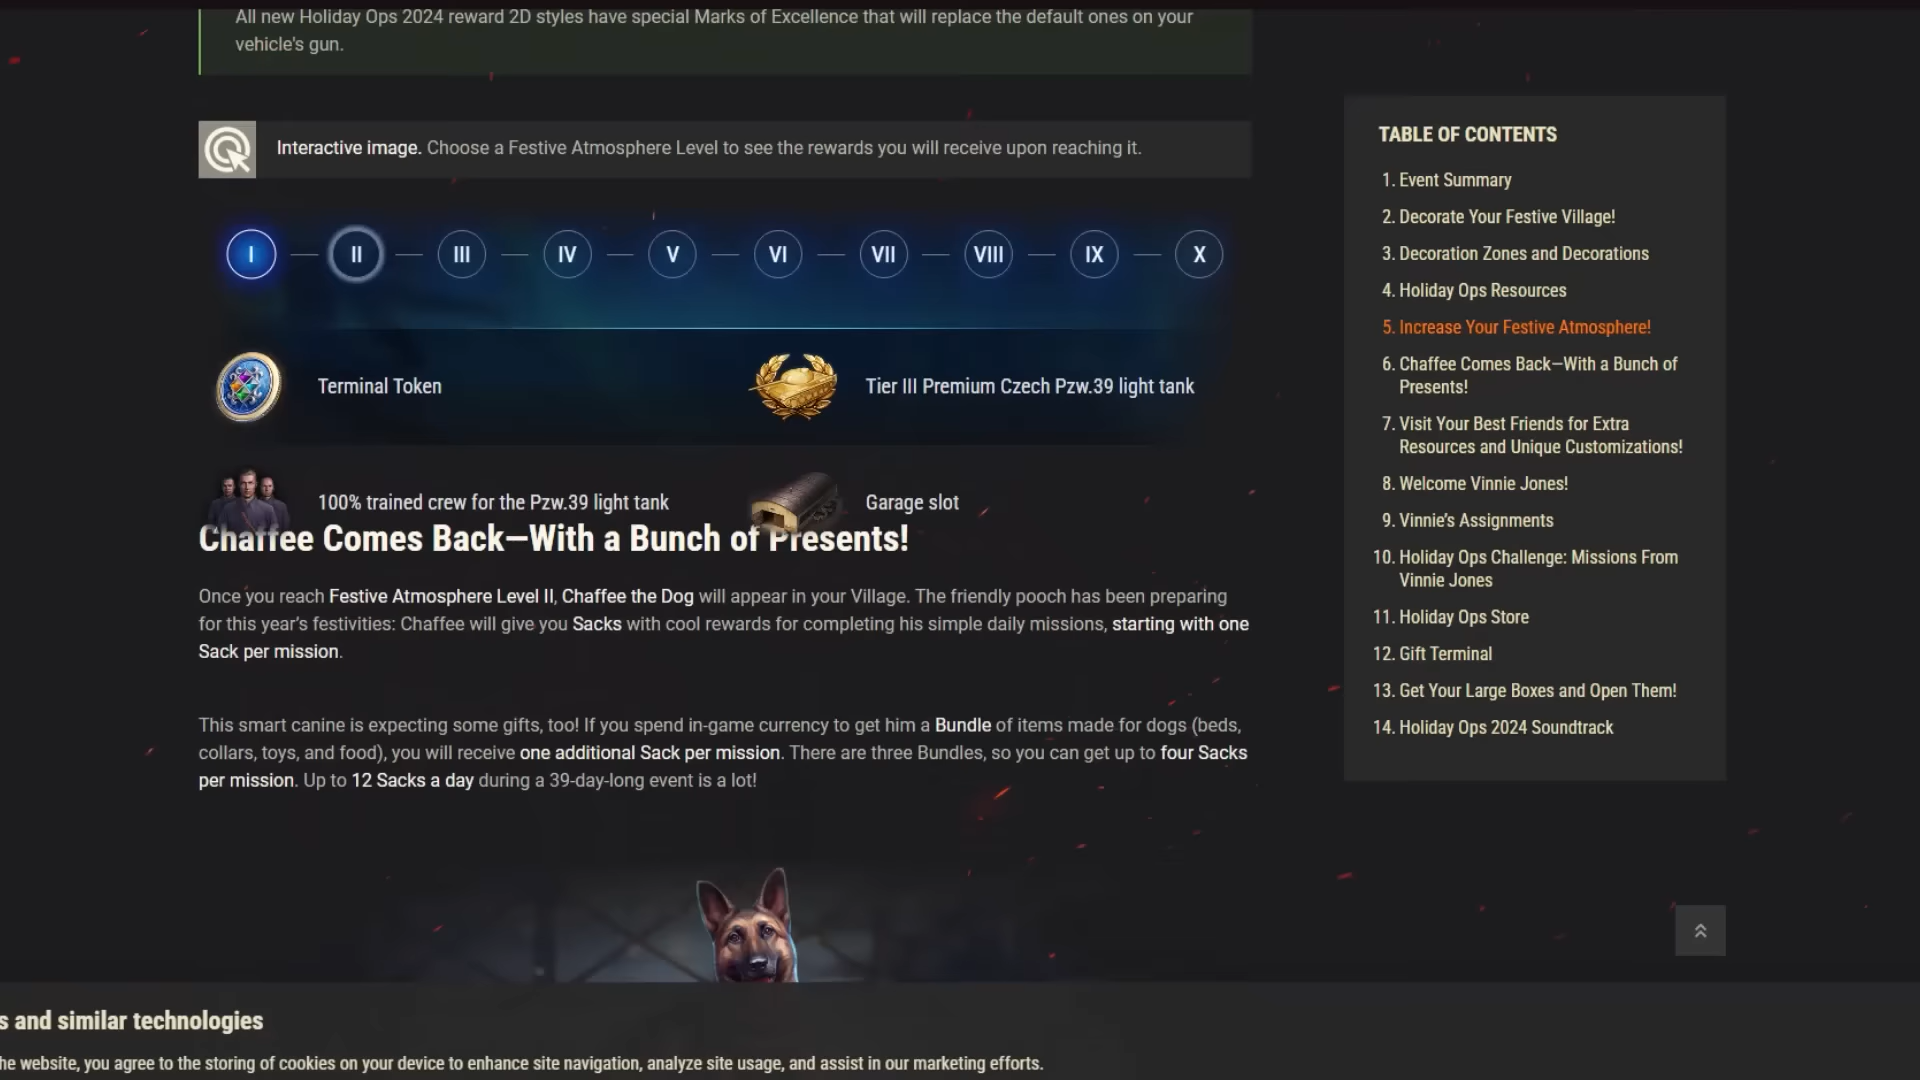 All new Holiday Ops 2024 reward 2D styles have special Marks of Excellence that will replace the default ones on your
vehicle's gun.
Interactive image. Choose a Festive Atmosphere Level to see the rewards you will receive upon reaching it.
I II III IV V VI VII VIII IX X
Terminal Token
Tier III Premium Czech Pzw.39 light tank
100% trained crew for the Pzw.39 light tank
Garage slot
Chaffee Comes Back—With a Bunch of Presents!
Once you reach Festive Atmosphere Level II, Chaffee the Dog will appear in your Village. The friendly pooch has been preparing
for this year's festivities: Chaffee will give you Sacks with cool rewards for completing his simple daily missions, starting with one
Sack per mission.
This smart canine is expecting some gifts, too! If you spend in-game currency to get him a Bundle of items made for dogs (beds,
collars, toys, and food), you will receive one additional Sack per mission. There are three Bundles, so you can get up to four Sacks
per mission. Up to 12 Sacks a day during a 39-day-long event is a lot!
TABLE OF CONTENTS
1. Event Summary
2. Decorate Your Festive Village!
3. Decoration Zones and Decorations
4. Holiday Ops Resources
5. Increase Your Festive Atmosphere!
6. Chaffee Comes Back—With a Bunch of
Presents!
7. Visit Your Best Friends for Extra
Resources and Unique Customizations!
8. Welcome Vinnie Jones!
9. Vinnie's Assignments
10. Holiday Ops Challenge: Missions From
Vinnie Jones
11. Holiday Ops Store
12. Gift Terminal
13. Get Your Large Boxes and Open Them!
14. Holiday Ops 2024 Soundtrack
s and similar technologies
he website, you agree to the storing of cookies on your device to enhance site navigation, analyze site usage, and assist in our marketing efforts.